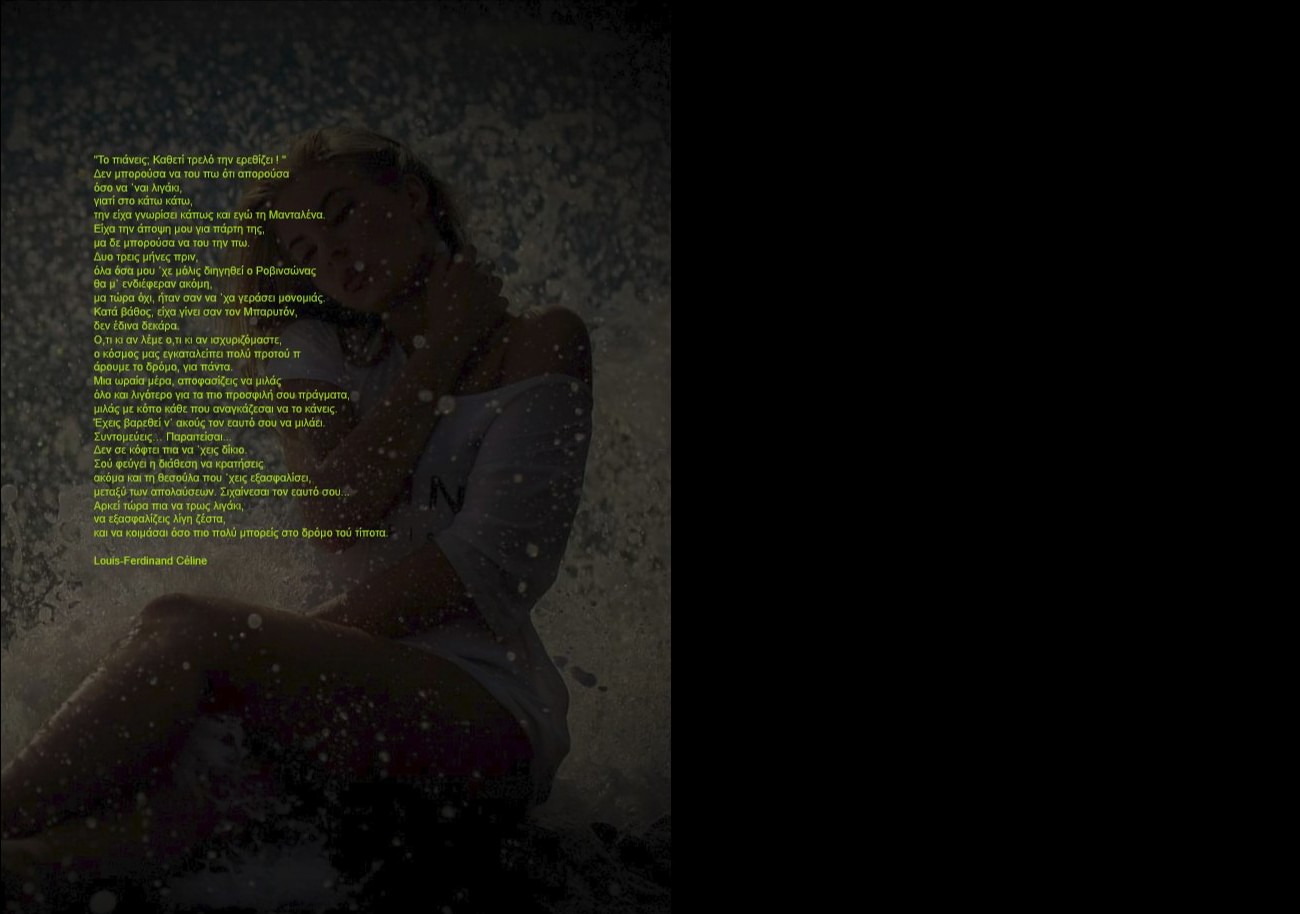 "Το πιάνεις; Καθετί τρελό την ερεθίζει ! "
Δεν μπορούσα να του πω ότι απορούσα
όσο να ΄ναι λιγάκι,
γιατί στο κάτω κάτω,
την είχα γνωρίσει κάπως και εγώ τη Μανταλένα.
Είχα την άποψη μου για πάρτη της,
μα δε μπορούσα να του την πω.
Δυο τρεις μήνες πριν,
όλα όσα μου ΄χε μόλις διηγηθεί ο Ροβινσώνας
θα μ΄ ενδιέφεραν ακόμη,
μα τώρα όχι, ήταν σαν να ΄χα γεράσει μονομιάς.
Κατά βάθος, είχα γίνει σαν τον Μπαρυτόν,
δεν έδινα δεκάρα.
Ο,τι κι αν λέμε ο,τι κι αν ισχυριζόμαστε,
ο κόσμος μας εγκαταλείπει πολύ προτού π
άρουμε το δρόμο, για πάντα.
Μια ωραία μέρα, αποφασίζεις να μιλάς
όλο και λιγότερο για τα πιο προσφιλή σου πράγματα,
μιλάς με κόπο κάθε που αναγκάζεσαι να το κάνεις.
Έχεις βαρεθεί ν΄ ακούς τον εαυτό σου να μιλάει.
Συντομεύεις... Παραιτείσαι...
Δεν σε κόφτει πια να ΄χεις δίκιο.
Σού φεύγει η διάθεση να κρατήσεις
ακόμα και τη θεσούλα που ΄χεις εξασφαλίσει,
μεταξύ των απολαύσεων. Σιχαίνεσαι τον εαυτό σου...
Αρκεί τώρα πια να τρως λιγάκι,
να εξασφαλίζεις λίγη ζέστα,
και να κοιμάσαι όσο πιο πολύ μπορείς στο δρόμο τού τίποτα.
Louis-Ferdinand Céline
N